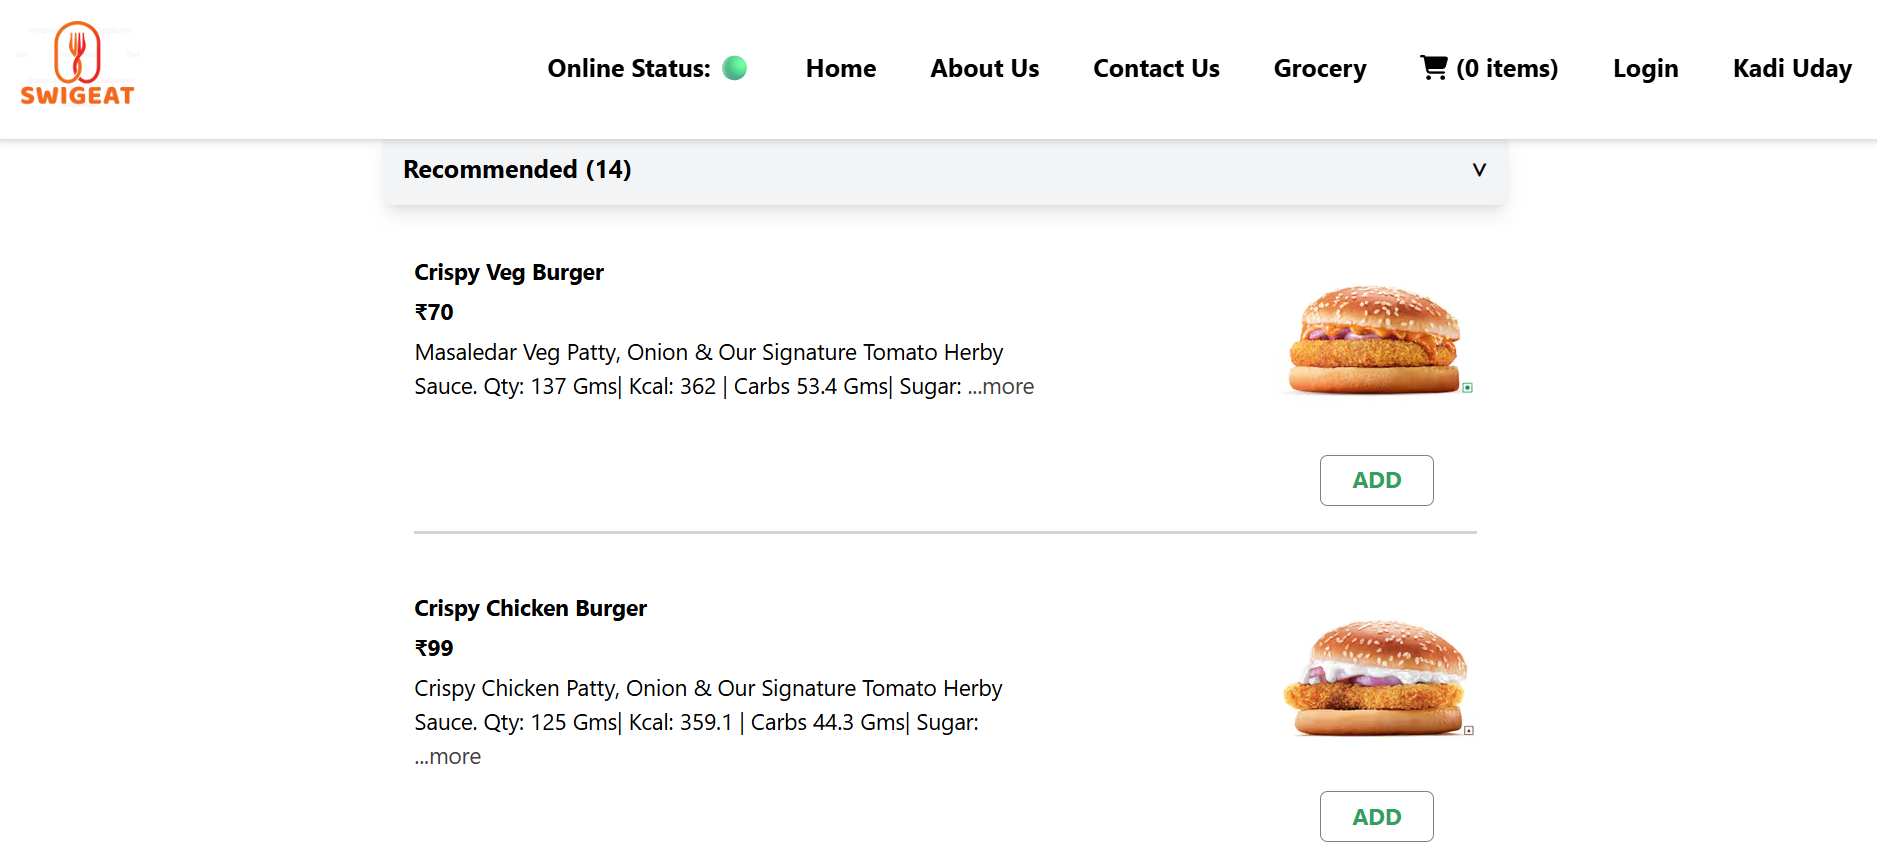 SWIGEAT
Online Status:
Home
About Us
Contact Us
Grocery
(0 items)
Login
Kadi Uday
Recommended (14)
˅
Crispy Veg Burger
₹70
Masaledar Veg Patty, Onion & Our Signature Tomato Herby
Sauce. Qty: 137 Gms| Kcal: 362 | Carbs 53.4 Gms| Sugar: ...more
ADD
Crispy Chicken Burger
₹99
Crispy Chicken Patty, Onion & Our Signature Tomato Herby
Sauce. Qty: 125 Gms| Kcal: 359.1 | Carbs 44.3 Gms| Sugar:
...more
ADD